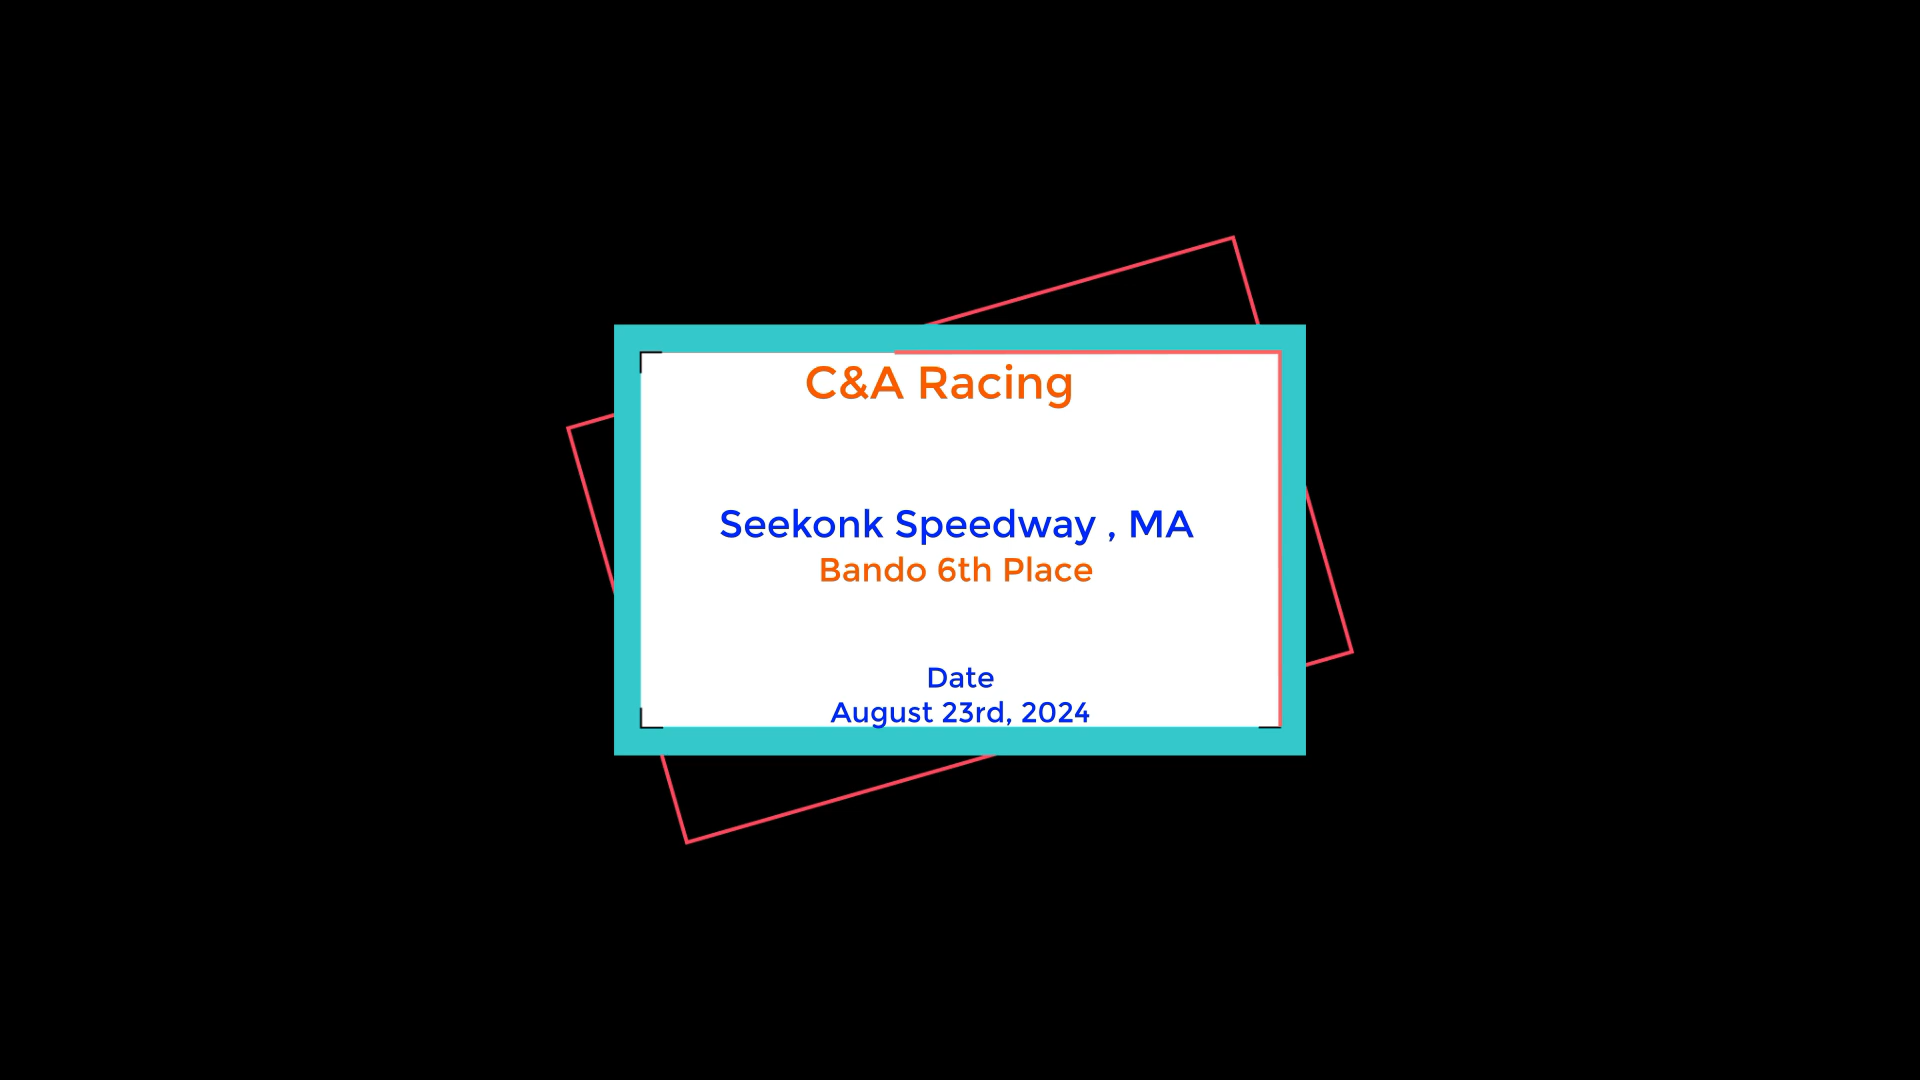 C&A Racing
Seekonk Speedway , MA
Bando 6th Place
Date
August 23rd, 2024